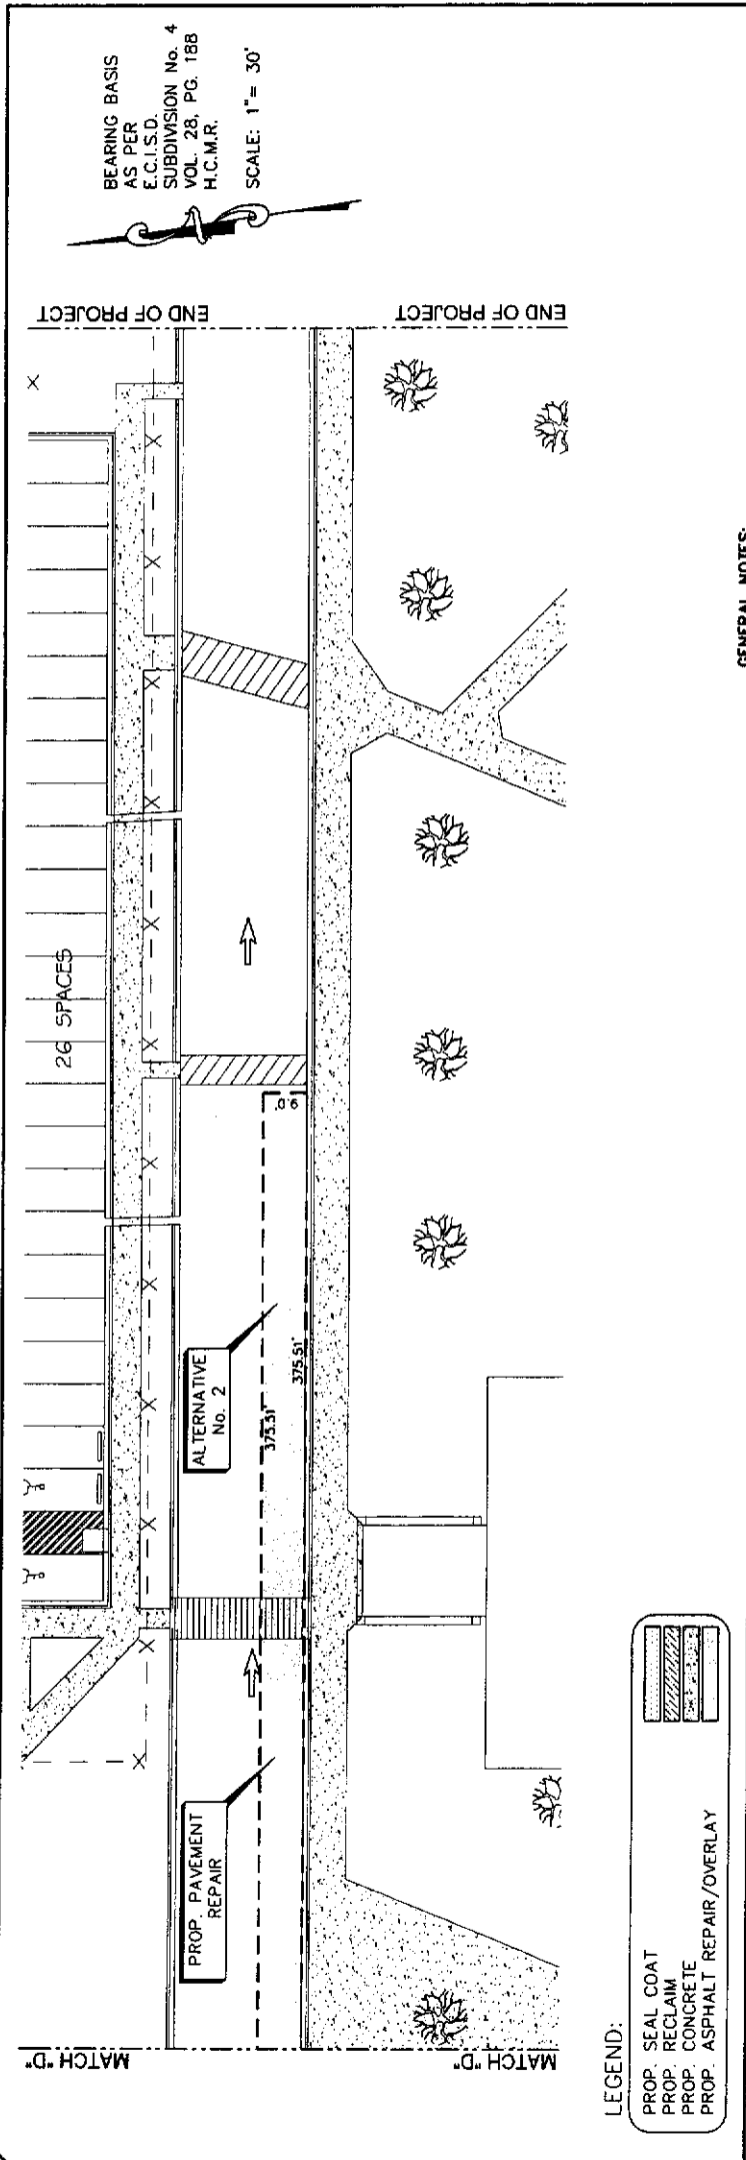 BEARING BASIS
AS PER
E.C.I.S.D.
SUBDIVISION No. 4
VOL. 28, PG. 188
H.C.M.R.
SCALE: 1"= 30'
END OF PROJECT
END OF PROJECT
26 SPACES
ALTERNATIVE
No. 2
375.51'
375.51'
9.0'
PROP. PAVEMENT
REPAIR
MATCH "D"
MATCH "D"
LEGEND:
PROP. SEAL COAT
PROP. RECLAIM
PROP. CONCRETE
PROP. ASPHALT REPAIR/OVERLAY
GENERAL NOTES: